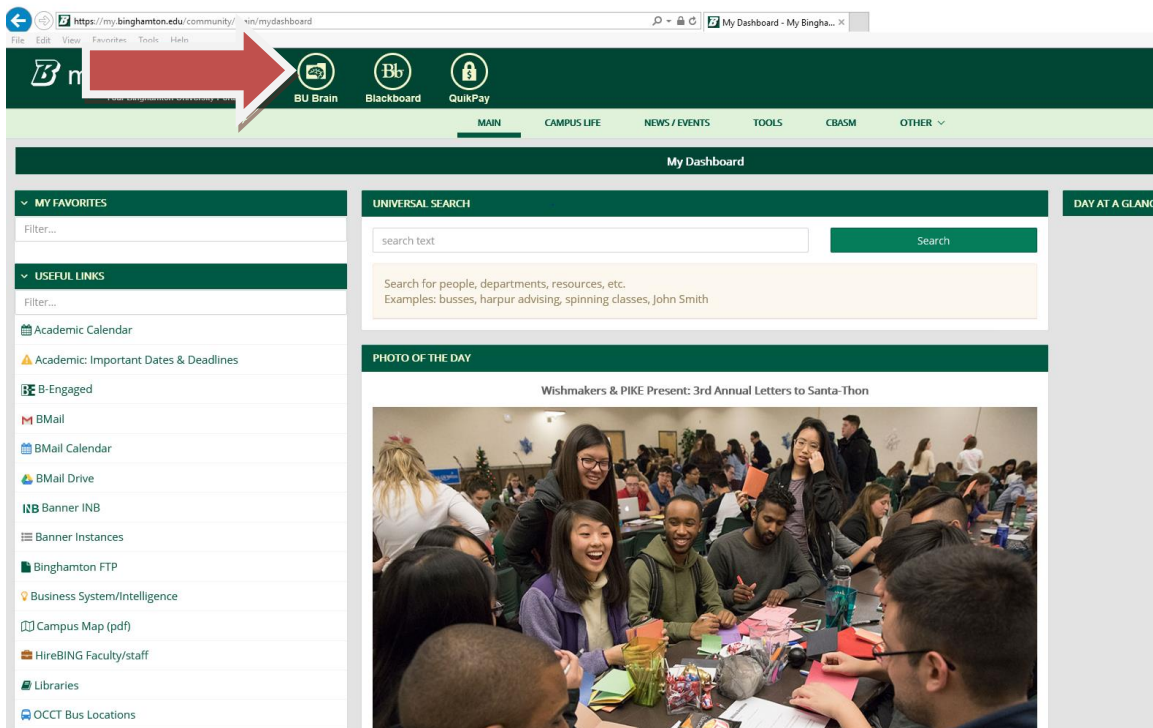 https://my.binghamton.edu/community/ ain/mydashboard
My Dashboard - My Bingha...
File Edit View Favorites Tools Help
B m
BU Brain
Bb
Blackboard
QuikPay
MAIN CAMPUS LIFE NEWS / EVENTS TOOLS CBASM OTHER
My Dashboard
MY FAVORITES
Filter...
USEFUL LINKS
Filter...
Academic Calendar
Academic: Important Dates & Deadlines
B-Engaged
BMail
BMail Calendar
BMail Drive
INB Banner INB
Banner Instances
Binghamton FTP
Business System/Intelligence
Campus Map (pdf)
HireBING Faculty/staff
Libraries
OCCT Bus Locations
UNIVERSAL SEARCH
search text
Search
Search for people, departments, resources, etc.
Examples: busses, harpur advising, spinning classes, John Smith
PHOTO OF THE DAY
Wishmakers & PIKE Present: 3rd Annual Letters to Santa-Thon
DAY AT A GLANC